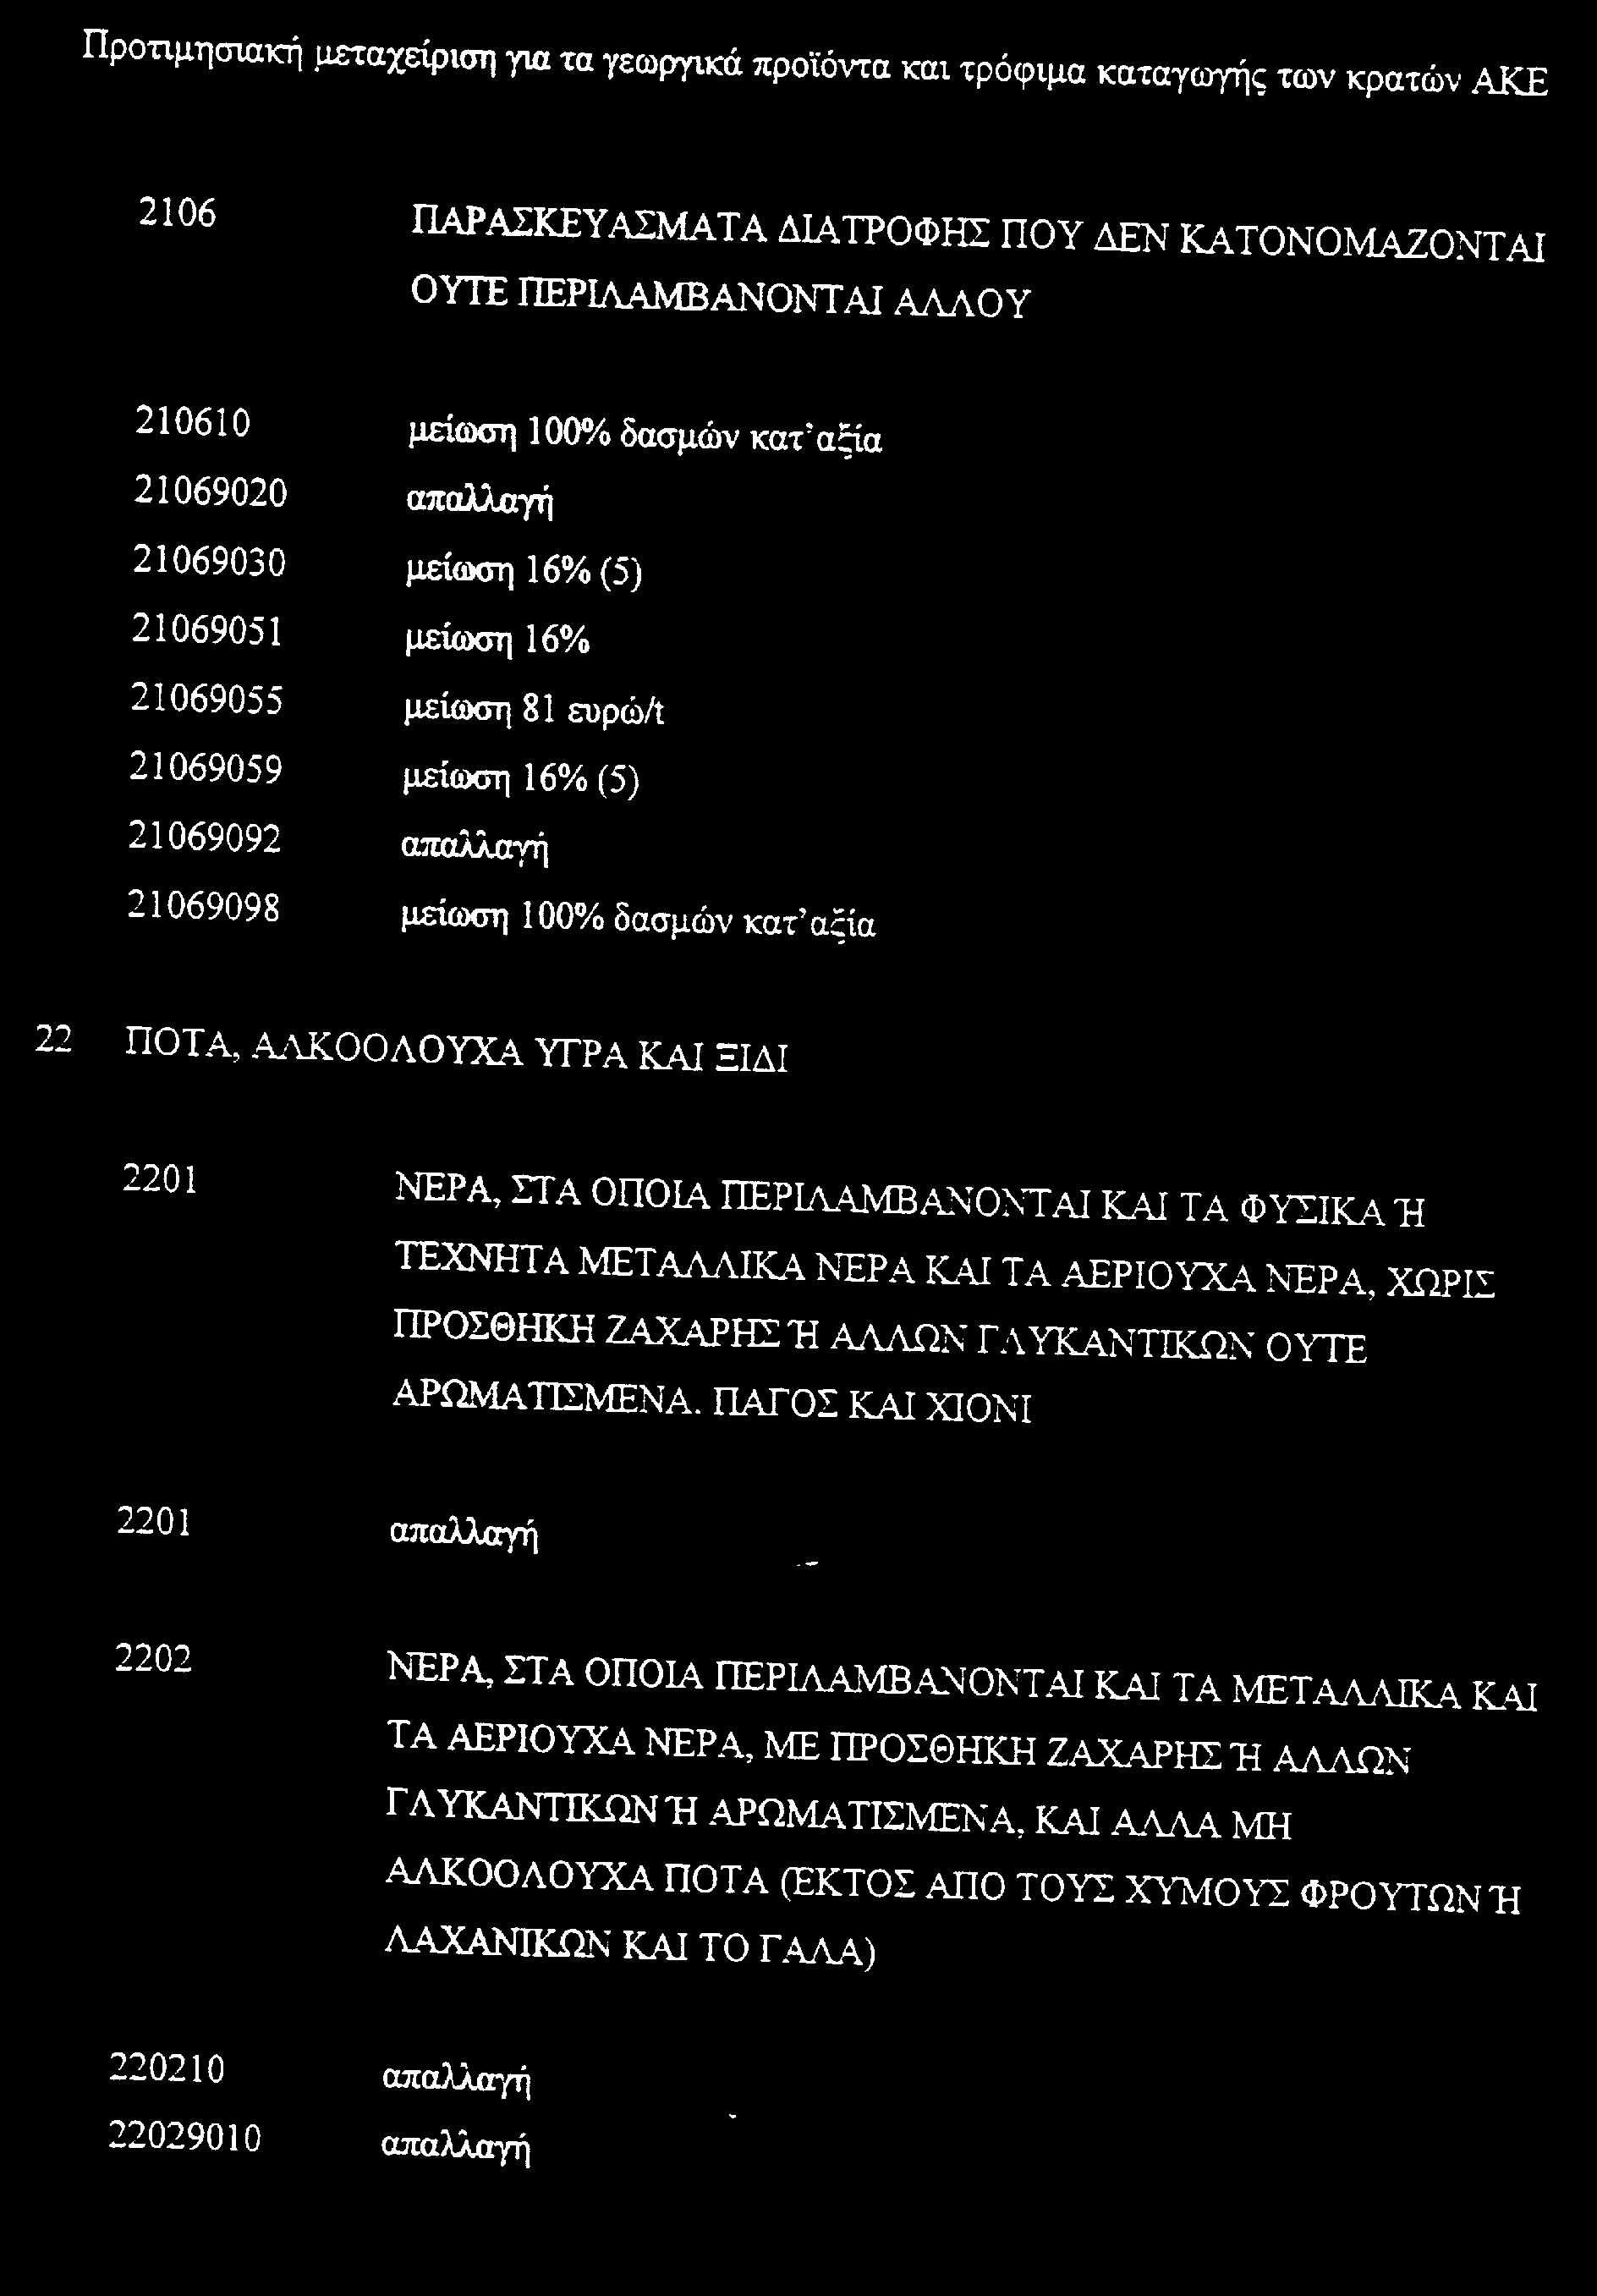 Προτιμησιακή μεταχείριση για τα γεωργικά προϊόντα και τρόφιμα καταγωγής των κρατών ΑΚΕ
2106 ΠΑΡΑΣΚΕΥΑΣΜΑΤΑ ΔΙΑΤΡΟΦΗΣ ΠΟΥ ΔΕΝ ΚΑΤΟΝΟΜΑΖΟΝΤΑΙ
ΟΥΤΕ ΠΕΡΙΛΑΜΒΑΝΟΝΤΑΙ ΑΛΛΟΥ
210610 μείωση 100% δασμών κατ’αξία
21069020 απαλλαγή
21069030 μείωση 16% (5)
21069051 μείωση 16%
21069055 μείωση 81 ευρώ/t
21069059 μείωση 16% (5)
21069092 απαλλαγή
21069098 μείωση 100% δασμών κατ’αξία
22 ΠΟΤΑ, ΑΛΚΟΟΛΟΥΧΑ ΥΓΡΑ ΚΑΙ ΞΙΔΙ
2201 ΝΕΡΑ, ΣΤΑ ΟΠΟΙΑ ΠΕΡΙΛΑΜΒΑΝΟΝΤΑΙ ΚΑΙ ΤΑ ΦΥΣΙΚΑ Ή
ΤΕΧΝΗΤΑ ΜΕΤΑΛΛΙΚΑ ΝΕΡΑ ΚΑΙ ΤΑ ΑΕΡΙΟΥΧΑ ΝΕΡΑ, ΧΩΡΙΣ
ΠΡΟΣΘΗΚΗ ΖΑΧΑΡΗΣ Ή ΑΛΛΩΝ ΓΛΥΚΑΝΤΙΚΩΝ ΟΥΤΕ
ΑΡΩΜΑΤΙΣΜΕΝΑ. ΠΑΓΟΣ ΚΑΙ ΧΙΟΝΙ
2201 απαλλαγή
2202 ΝΕΡΑ, ΣΤΑ ΟΠΟΙΑ ΠΕΡΙΛΑΜΒΑΝΟΝΤΑΙ ΚΑΙ ΤΑ ΜΕΤΑΛΛΙΚΑ ΚΑΙ
ΤΑ ΑΕΡΙΟΥΧΑ ΝΕΡΑ, ΜΕ ΠΡΟΣΘΗΚΗ ΖΑΧΑΡΗΣ Ή ΑΛΛΩΝ
ΓΛΥΚΑΝΤΙΚΩΝ Ή ΑΡΩΜΑΤΙΣΜΕΝΑ, ΚΑΙ ΑΛΛΑ ΜΗ
ΑΛΚΟΟΛΟΥΧΑ ΠΟΤΑ (ΕΚΤΟΣ ΑΠΟ ΤΟΥΣ ΧΥΜΟΥΣ ΦΡΟΥΤΩΝ Ή
ΛΑΧΑΝΙΚΩΝ ΚΑΙ ΤΟ ΓΑΛΑ)
220210 απαλλαγή
22029010 απαλλαγή